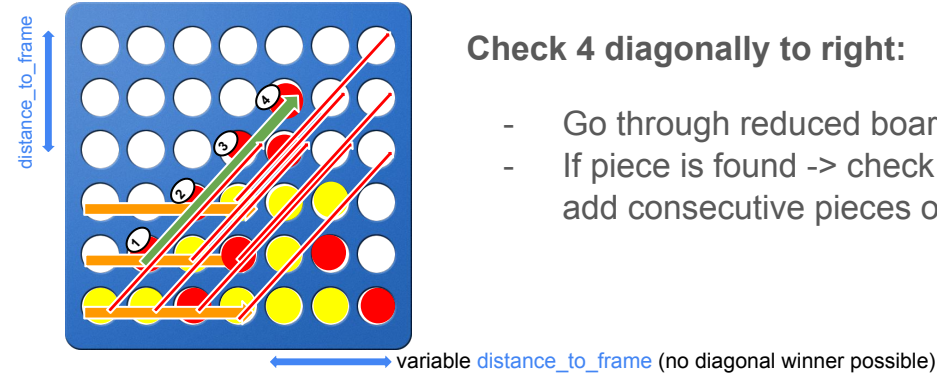 distance_to_frame
4
3
2
1
Check 4 diagonally to right:
- Go through reduced boar
- If piece is found -> check
add consecutive pieces o
variable distance_to_frame (no diagonal winner possible)